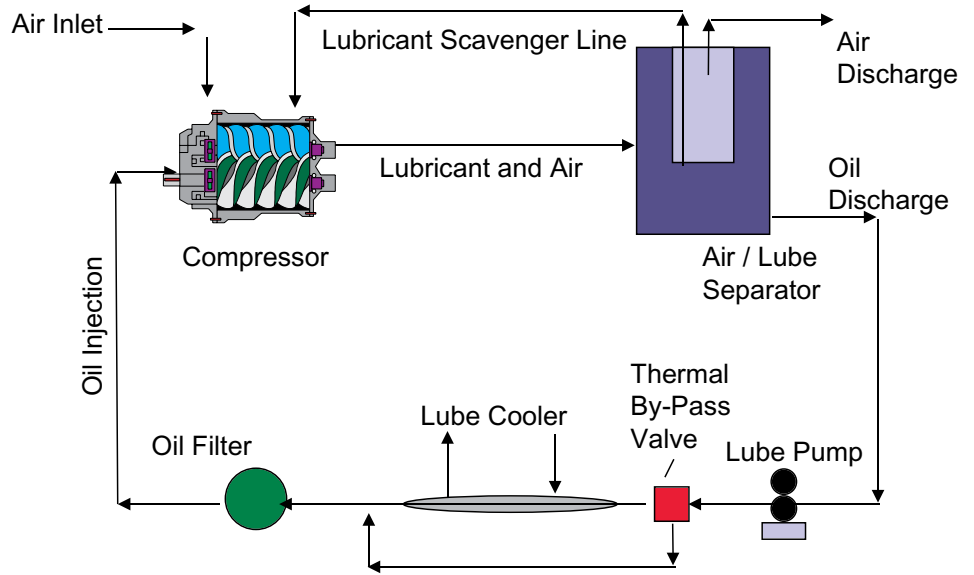 Air Inlet
Lubricant Scavenger Line
Air
Discharge
Lubricant and Air
Oil
Discharge
Compressor
Air / Lube
Separator
Oil Injection
Thermal
By-Pass
Valve
Lube Cooler
Oil Filter
Lube Pump